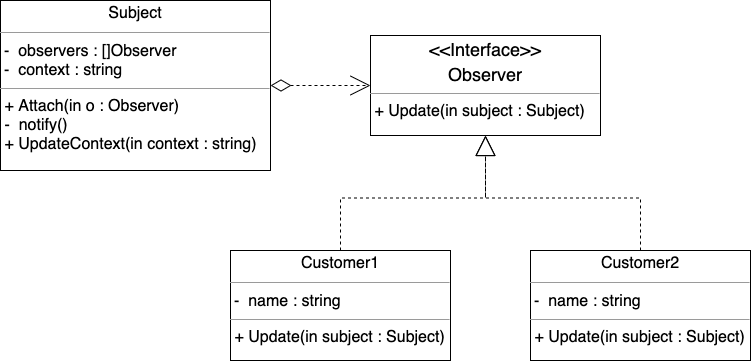 Subject
- observers : []Observer
- context : string
+ Attach(in o : Observer)
- notify()
+ UpdateContext(in context : string)
<<Interface>>
Observer
+ Update(in subject : Subject)
Customer1
- name : string
+ Update(in subject : Subject)
Customer2
- name : string
+ Update(in subject : Subject)